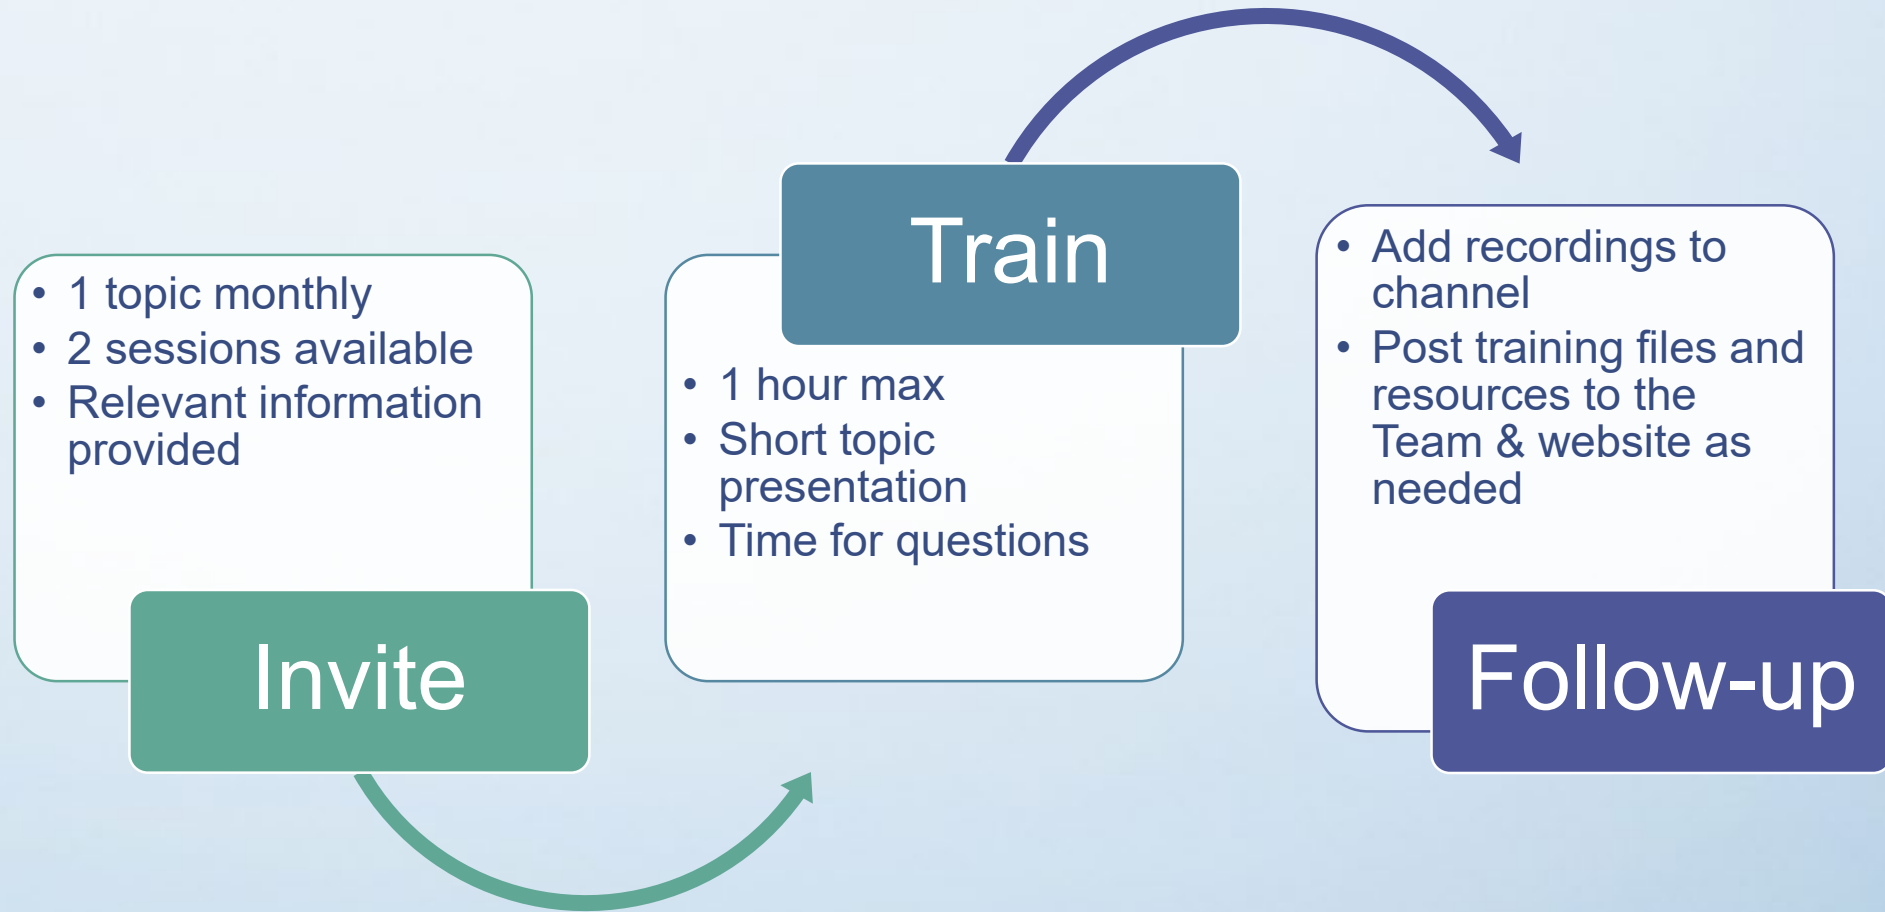 • 1 topic monthly
• 2 sessions available
• Relevant information
provided
Invite
Train
• 1 hour max
• Short topic
presentation
• Time for questions
• Add recordings to
channel
• Post training files and
resources to the
Team & website as
needed
Follow-up